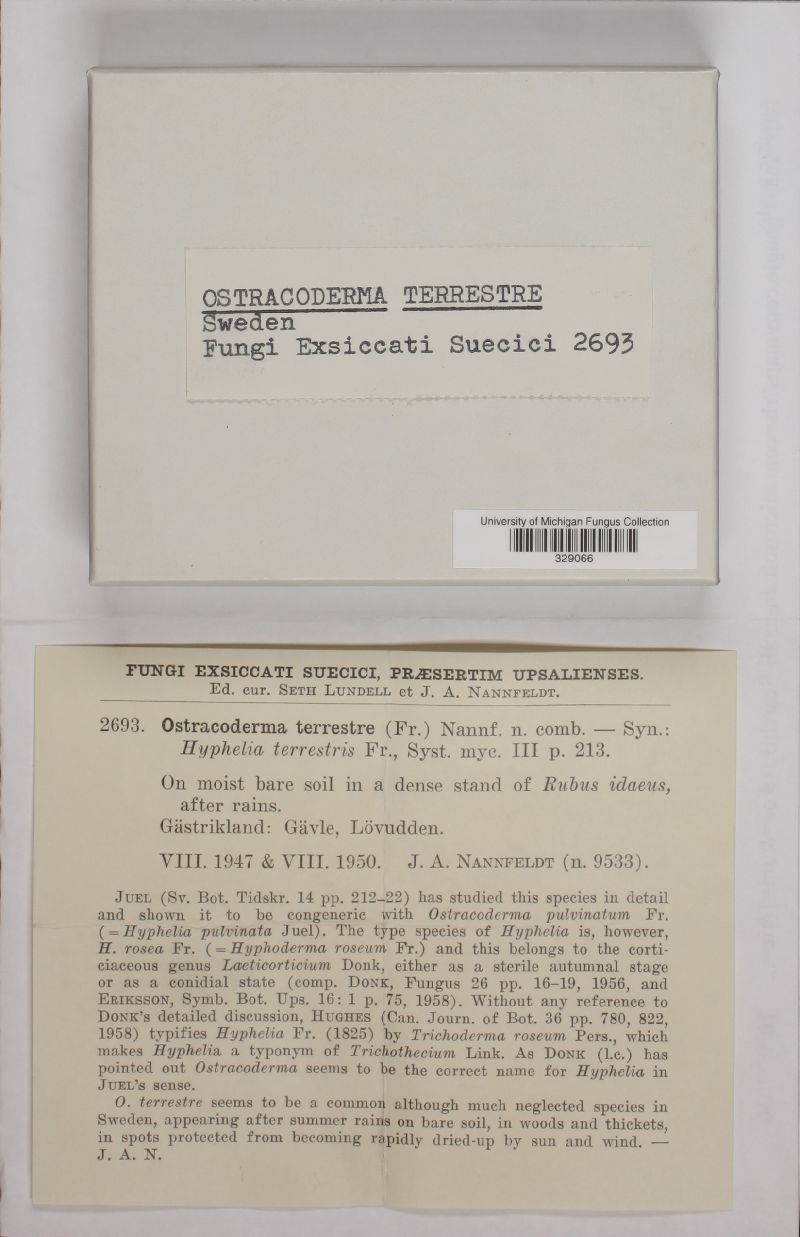 OSTRACODERMA TERRESTRE
Sweden
Fungi Exsiccati Suecici 2693
University of Michigan Fungus Collection
329066
FUNGI EXSICCATI SUECICI, PRÆSERTIM UPSALIENSES.
Ed. cur. SETH LUNDELL et J. A. NANNFELDT.
2693. Ostracoderma terrestre (Fr.) Nannf. n. comb. — Syn.:
Hyphelia terrestris Fr., Syst. myc. III p. 213.
On moist bare soil in a dense stand of Rubus idaeus,
after rains.
Gästrikland: Gävle, Lövudden.
VIII. 1947 & VIII. 1950. J. A. NANNFELDT (n. 9533).
JUEL (Sv. Bot. Tidskr. 14 pp. 212–22) has studied this species in detail
and shown it to be congeneric with Ostracoderma pulvinatum Fr.
(= Hyphelia pulvinata Juel). The type species of Hyphelia is, however,
H. rosea Fr. (= Hyphoderma roseum Fr.) and this belongs to the corti-
ciaceous genus Laeticorticium Donk, either as a sterile autumnal stage
or as a conidial state (comp. DONK, Fungus 26 pp. 16–19, 1956, and
ERIKSSON, Symb. Bot. Ups. 16: 1 p. 75, 1958). Without any reference to
DONK's detailed discussion, HUGHES (Can. Journ. of Bot. 36 pp. 780, 822,
1958) typifies Hyphelia Fr. (1825) by Trichoderma roseum Pers., which
makes Hyphelia a typonym of Trichothecium Link. As DONK (l.c.) has
pointed out Ostracoderma seems to be the correct name for Hyphelia in
JUEL's sense.
O. terrestre seems to be a common although much neglected species in
Sweden, appearing after summer rains on bare soil, in woods and thickets,
in spots protected from becoming rapidly dried-up by sun and wind. —
J. A. N.